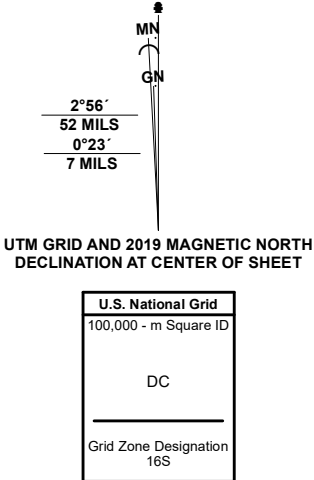 MN
GN
2°56´
52 MILS
0°23´
7 MILS
UTM GRID AND 2019 MAGNETIC NORTH
DECLINATION AT CENTER OF SHEET
U.S. National Grid
100,000 - m Square ID
DC
Grid Zone Designation
16S